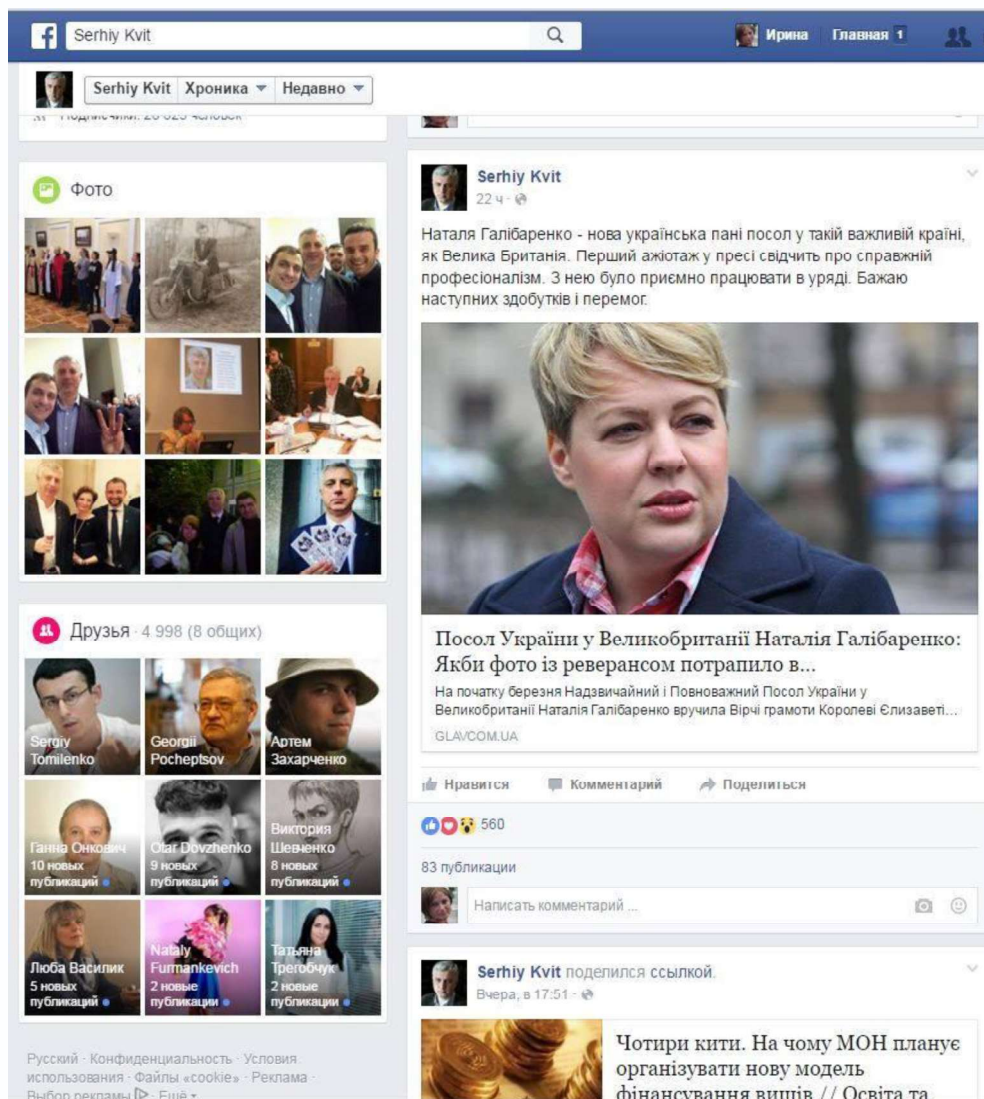 Serhiy Kvit
Ирина
Главная 1
Serhiy Kvit Хроника Недавно
Подписчики:
Фото
Друзья · 4 998 (8 общих)
Sergiy
Tomilenko
Georgii
Pocheptsov
Артем
Захарченко
Ганна Онкович
10 новых
публикаций
Otar Dovzhenko
9 новых
публикаций
Виктория
Шевченко
8 новых
публикаций
Люба Василик
5 новых
публикаций
Nataly
Furmankevich
2 новые
публикации
Татьяна
Трегобчук
2 новые
публикации
Русский · Конфиденциальность · Условия
использования · Файлы «cookie» · Реклама ·
Выбор рекламы · Ещё
Serhiy Kvit
22 ч ·
Наталя Галібаренко - нова українська пані посол у такій важливій країні,
як Велика Британія. Перший ажіотаж у пресі свідчить про справжній
професіоналізм. З нею було приємно працювати в уряді. Бажаю
наступних здобутків і перемог.
Посол України у Великобританії Наталія Галібаренко:
Якби фото із реверансом потрапило в...
На початку березня Надзвичайний і Повноважний Посол України у
Великобританії Наталія Галібаренко вручила Вірчі грамоти Королеві Єлизаветі...
GLAVCOM.UA
Нравится Комментарий Поделиться
560
83 публикации
Написать комментарий ...
Serhiy Kvit поделился ссылкой.
Вчера, в 17:51 ·
Чотири кити. На чому МОН планує
організувати нову модель
фінансування вишів // Освіта та